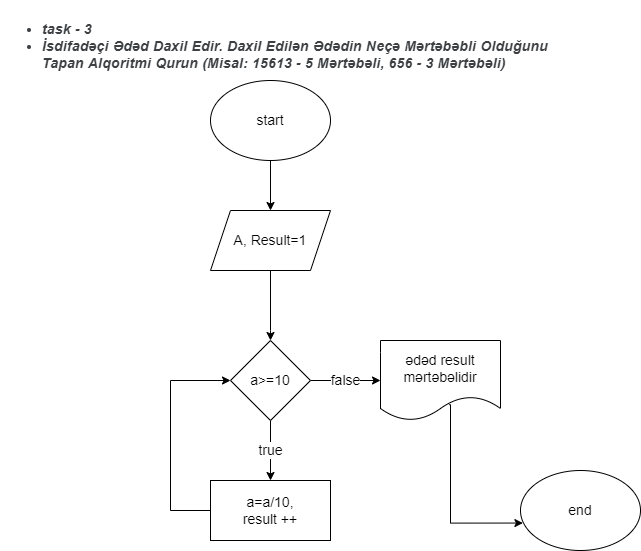 task - 3
İsdifadəçi Ədəd Daxil Edir. Daxil Edilən Ədədin Neçə Mərtəbəbli Olduğunu
Tapan Alqoritmi Qurun (Misal: 15613 - 5 Mərtəbəli, 656 - 3 Mərtəbəli)
start
A, Result=1
a>=10
false
ədəd result
mərtəbəlidir
true
a=a/10,
result ++
end